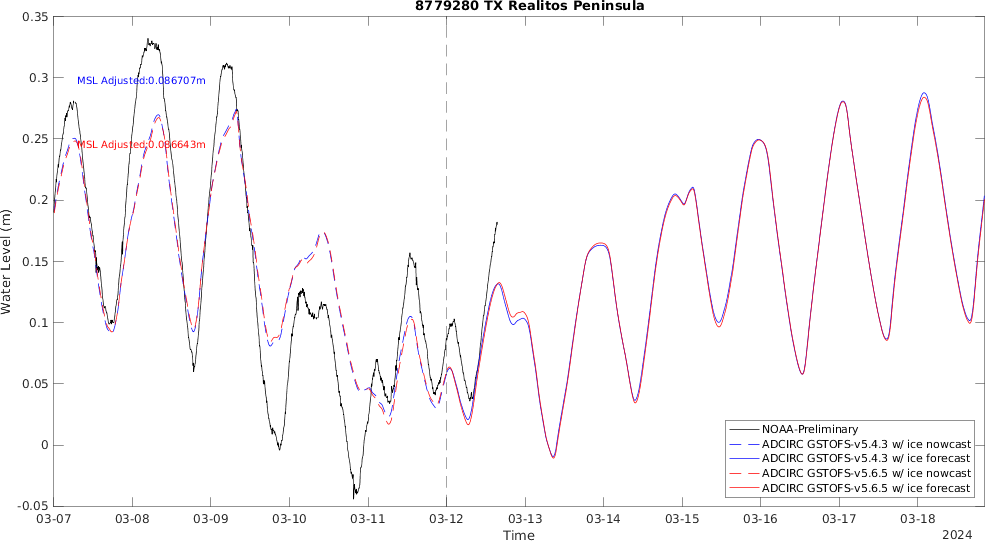 8779280 TX Realitos Peninsula
0.35
0.3
0.25
0.2
0.15
0.1
0.05
0
-0.05
Water Level (m)
MSL Adjusted:0.086707m
MSL Adjusted:0.086643m
NOAA-Preliminary
ADCIRC GSTOFS-v5.4.3 w/ ice nowcast
ADCIRC GSTOFS-v5.4.3 w/ ice forecast
ADCIRC GSTOFS-v5.6.5 w/ ice nowcast
ADCIRC GSTOFS-v5.6.5 w/ ice forecast
03-07 03-08 03-09 03-10 03-11 03-12 03-13 03-14 03-15 03-16 03-17 03-18
Time
2024